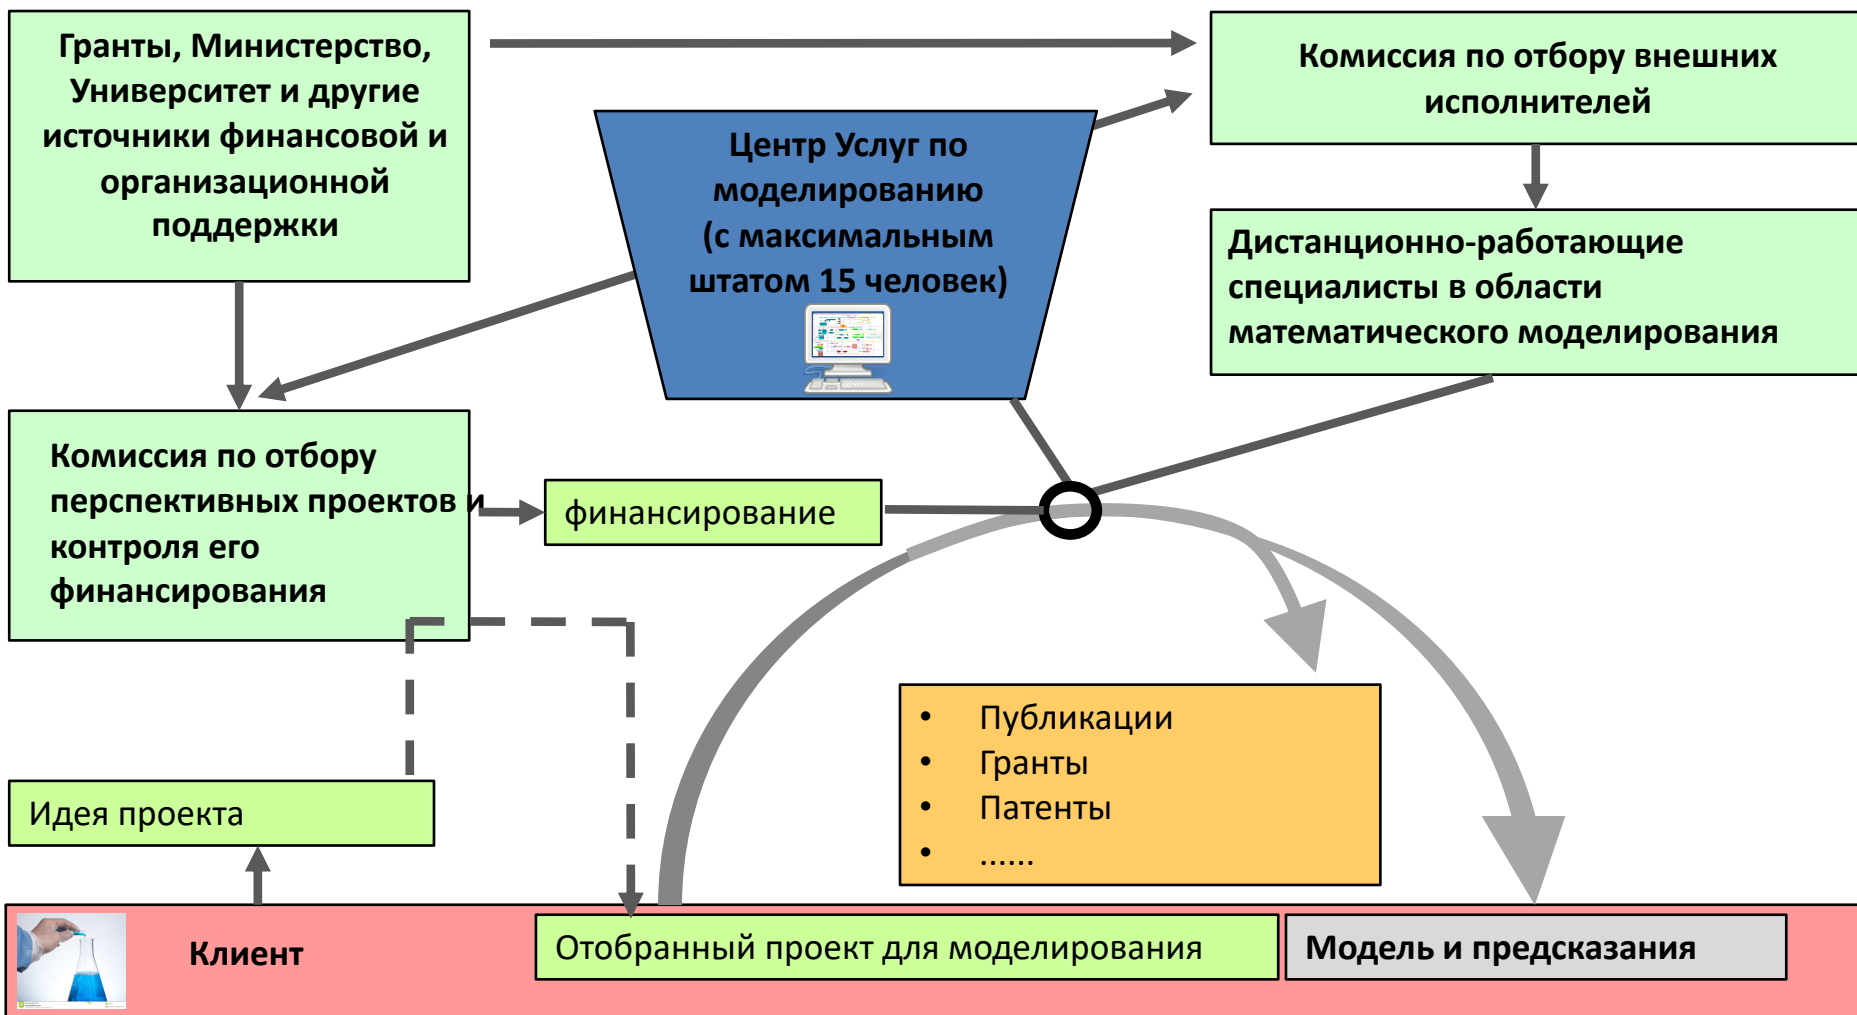 Гранты, Министерство,
Университет и другие
источники финансовой и
организационной
поддержки
Комиссия по отбору внешних
исполнителей
Центр Услуг по
моделированию
(с максимальным
штатом 15 человек)
Дистанционно-работающие
специалисты в области
математического моделирования
Комиссия по отбору
перспективных проектов и
контроля его
финансирования
финансирование
• Публикации
• Гранты
• Патенты
• ......
Идея проекта
Клиент
Отобранный проект для моделирования
Модель и предсказания